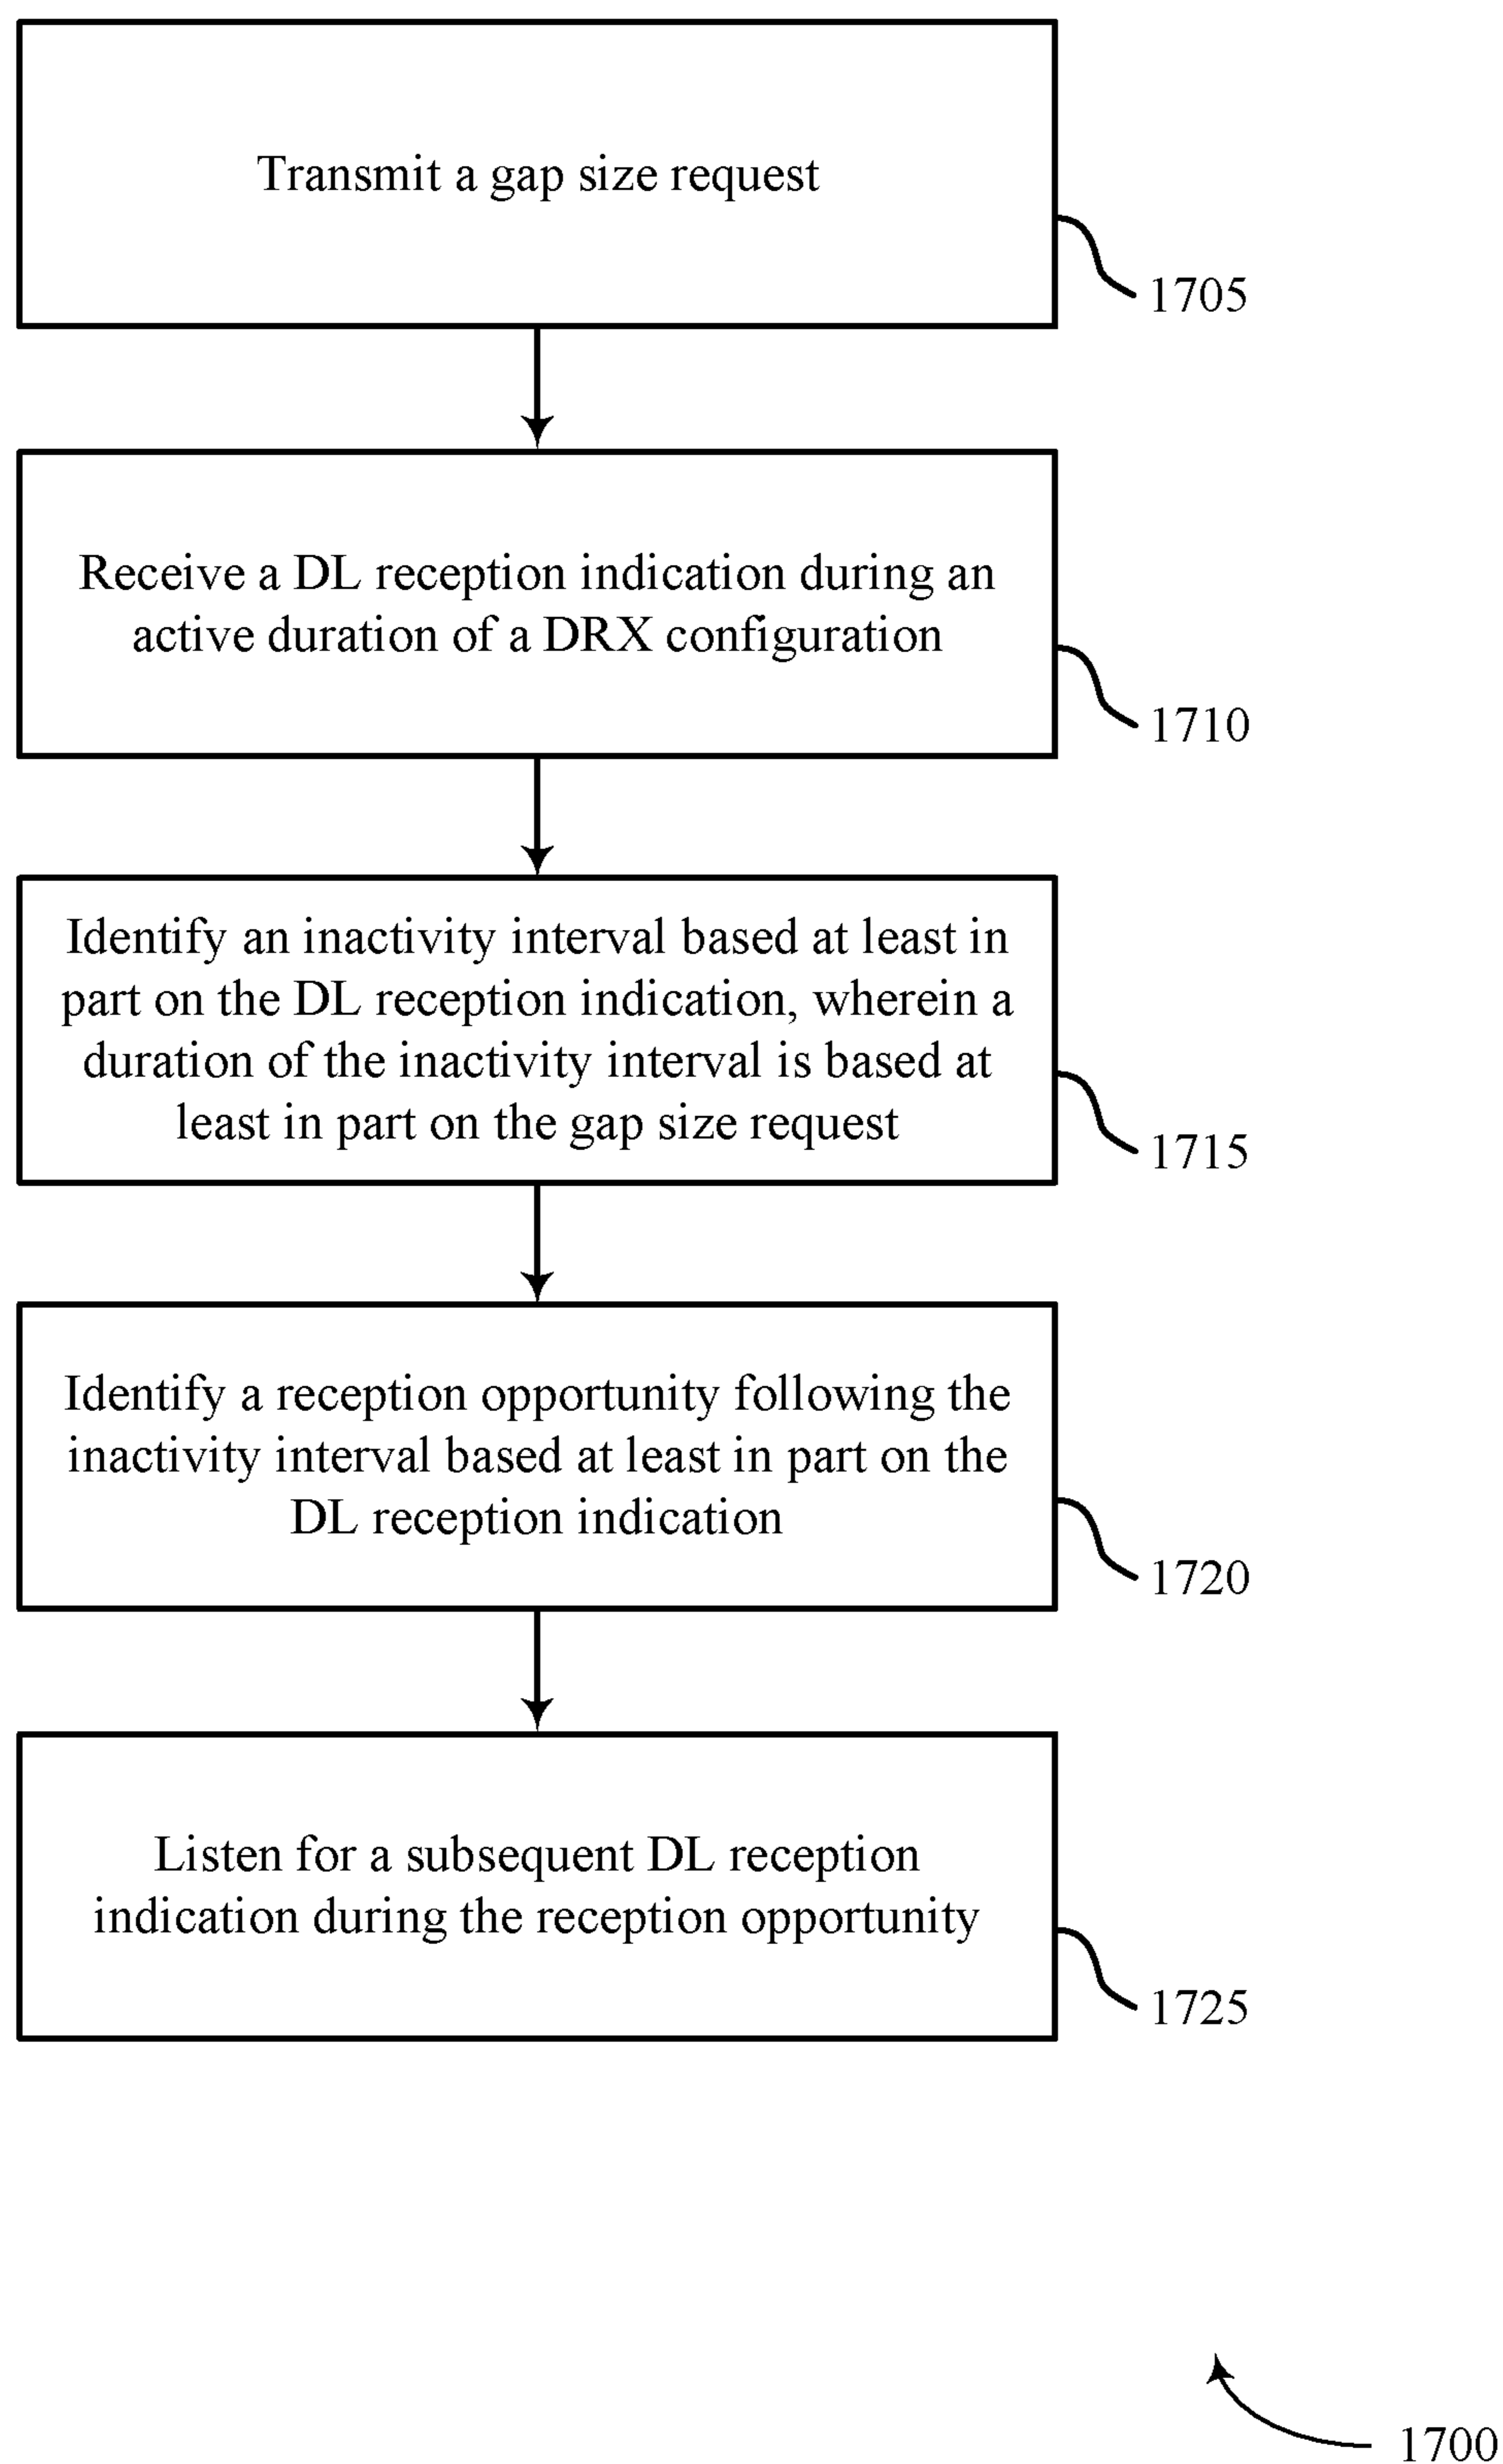 Transmit a gap size request
1705
Receive a DL reception indication during an
active duration of a DRX configuration
1710
Identify an inactivity interval based at least in
part on the DL reception indication, wherein a
duration of the inactivity interval is based at
least in part on the gap size request
1715
Identify a reception opportunity following the
inactivity interval based at least in part on the
DL reception indication
1720
Listen for a subsequent DL reception
indication during the reception opportunity
1725
1700